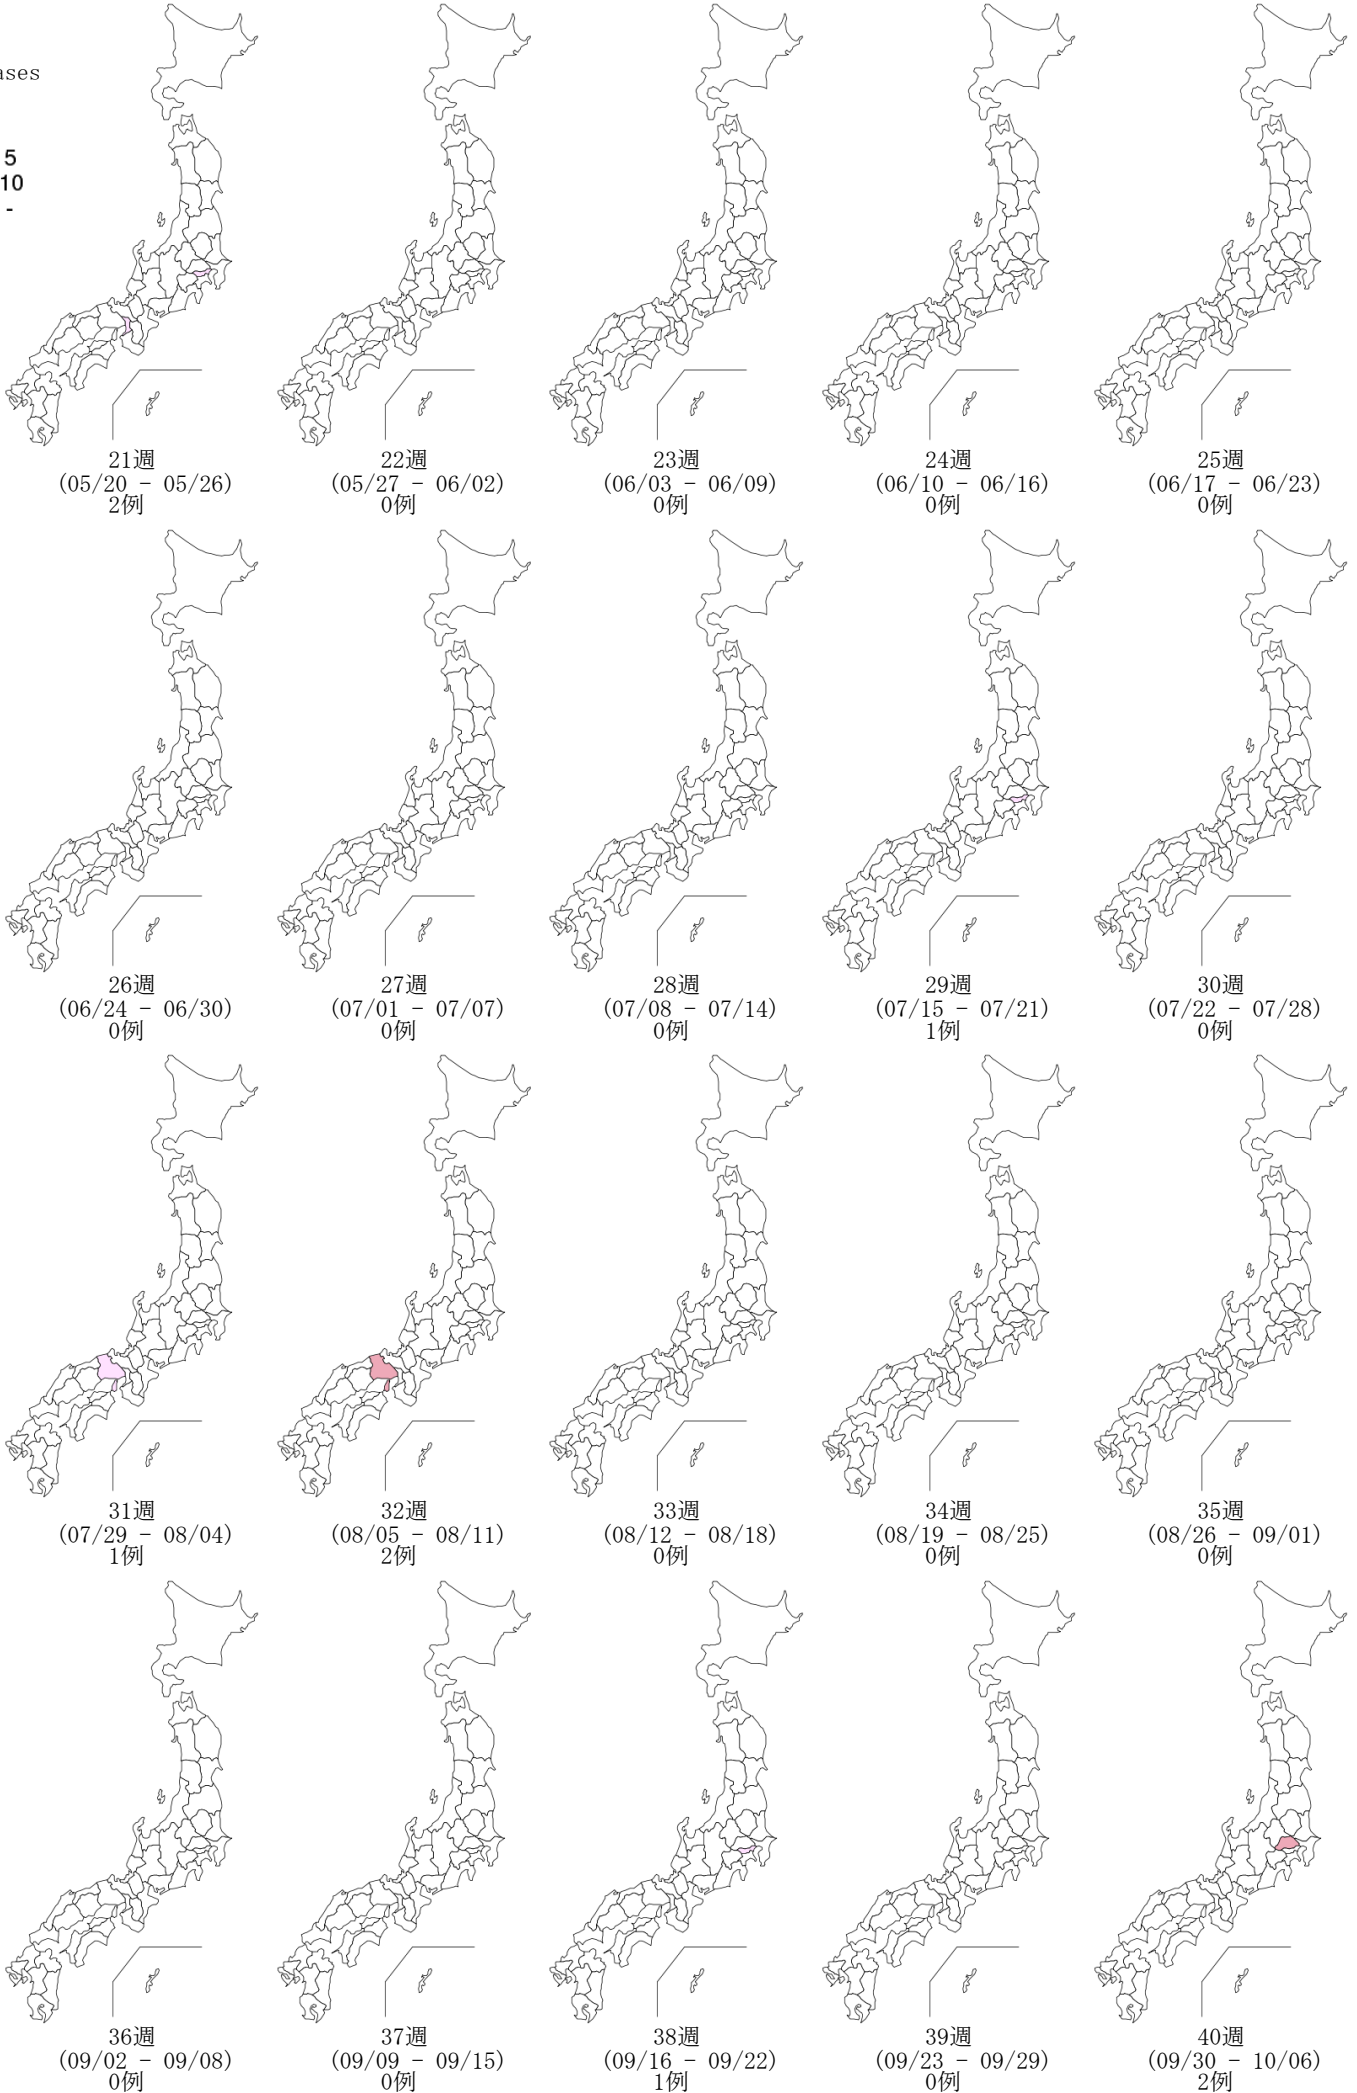 ases
5
10
-
21週
(05/20 - 05/26)
2例
22週
(05/27 - 06/02)
0例
23週
(06/03 - 06/09)
0例
24週
(06/10 - 06/16)
0例
25週
(06/17 - 06/23)
0例
26週
(06/24 - 06/30)
0例
27週
(07/01 - 07/07)
0例
28週
(07/08 - 07/14)
0例
29週
(07/15 - 07/21)
1例
30週
(07/22 - 07/28)
0例
31週
(07/29 - 08/04)
1例
32週
(08/05 - 08/11)
2例
33週
(08/12 - 08/18)
0例
34週
(08/19 - 08/25)
0例
35週
(08/26 - 09/01)
0例
36週
(09/02 - 09/08)
0例
37週
(09/09 - 09/15)
0例
38週
(09/16 - 09/22)
1例
39週
(09/23 - 09/29)
0例
40週
(09/30 - 10/06)
2例